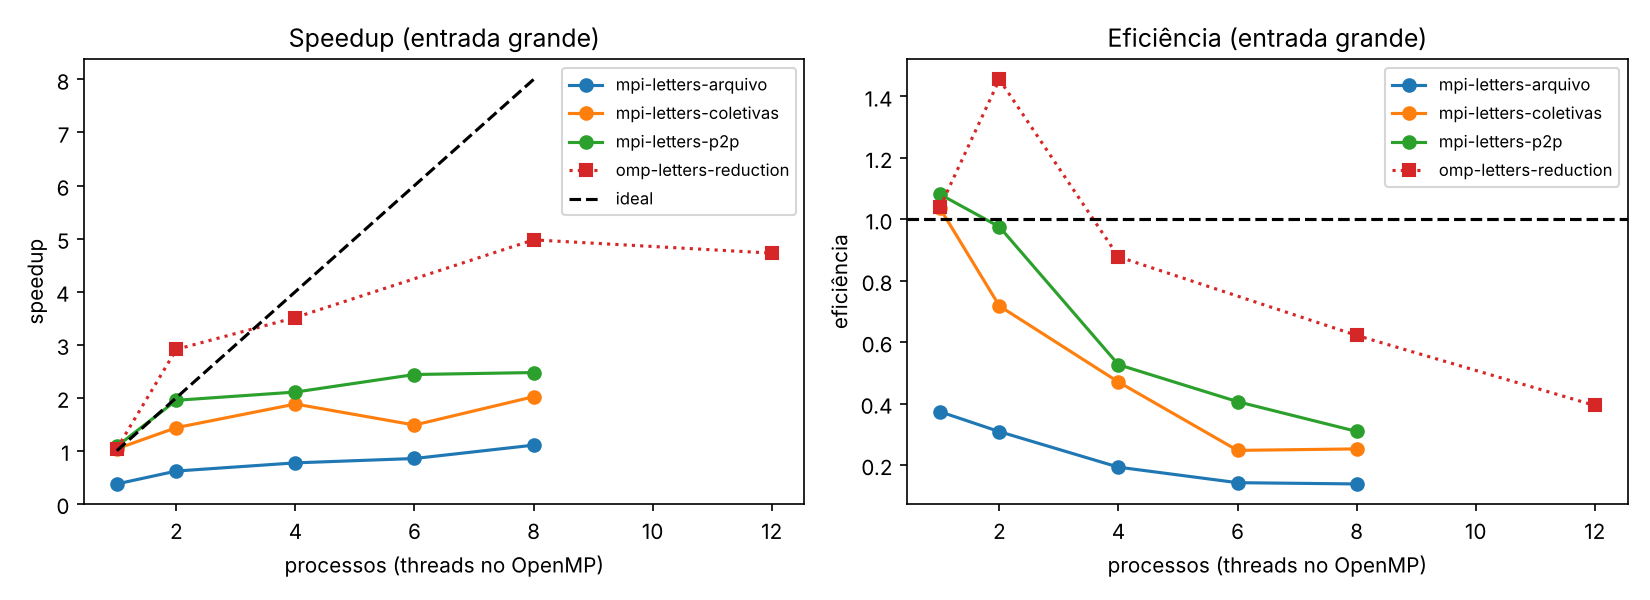 Speedup (entrada grande)
8
7
6
5
4
3
2
1
0
speedup
mpi-letters-arquivo
mpi-letters-coletivas
mpi-letters-p2p
omp-letters-reduction
ideal
2 4 6 8 10 12
processos (threads no OpenMP)
Eficiência (entrada grande)
1.4
1.2
1.0
0.8
0.6
0.4
0.2
eficiência
mpi-letters-arquivo
mpi-letters-coletivas
mpi-letters-p2p
omp-letters-reduction
2 4 6 8 10 12
processos (threads no OpenMP)